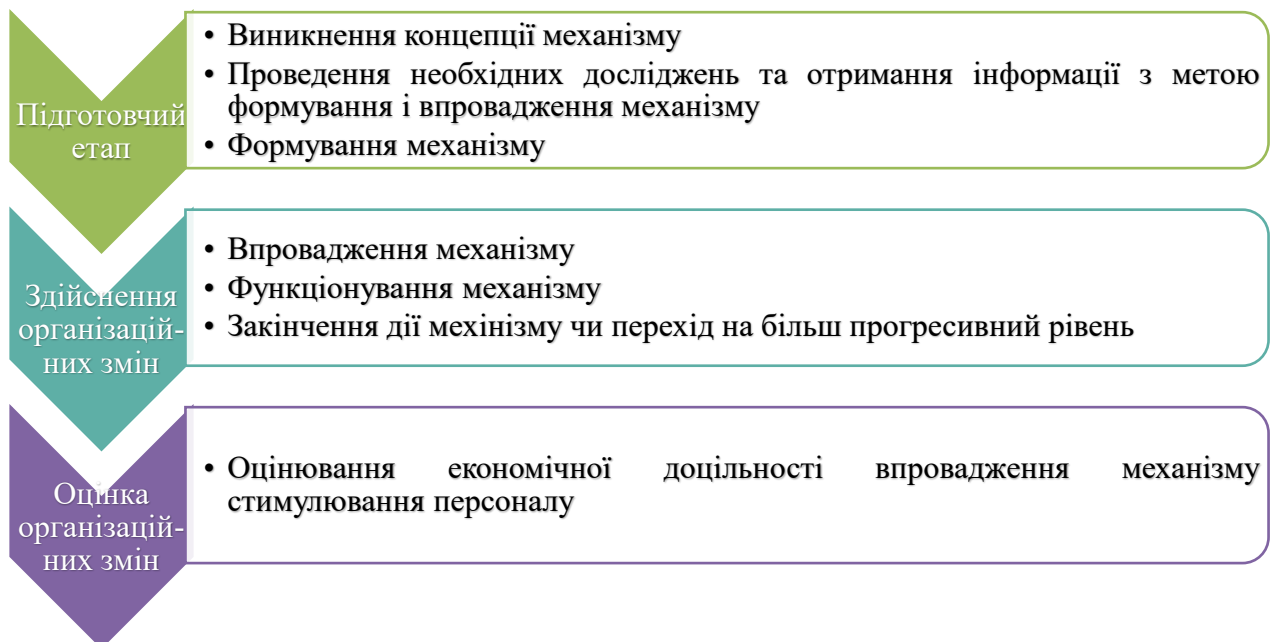 Підготовчий
етап
• Виникнення концепції механізму
• Проведення необхідних досліджень та отримання інформації з метою
формування і впровадження механізму
• Формування механізму
Здійснення
організацій-
них змін
• Впровадження механізму
• Функціонування механізму
• Закінчення дії мехінізму чи перехід на більш прогресивний рівень
Оцінка
організацій-
них змін
• Оцінювання економічної доцільності впровадження механізму
стимулювання персоналу